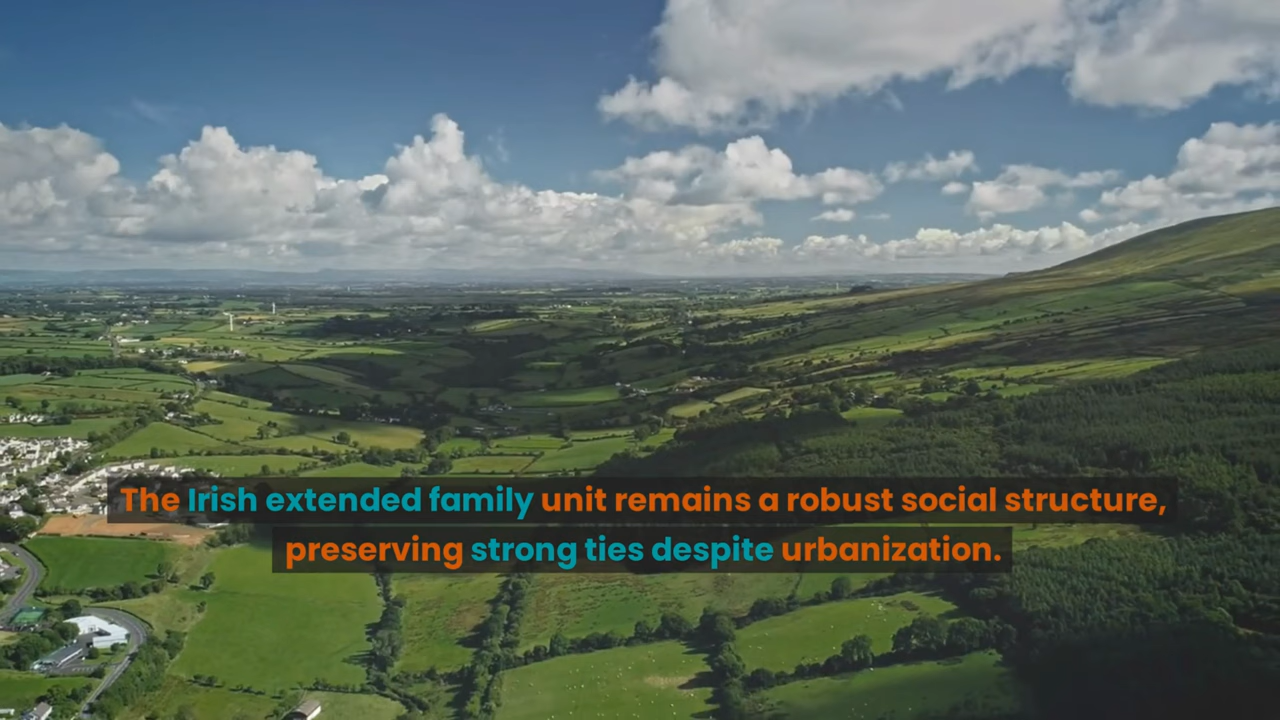 The Irish extended family unit remains a robust social structure,
preserving strong ties despite urbanization.